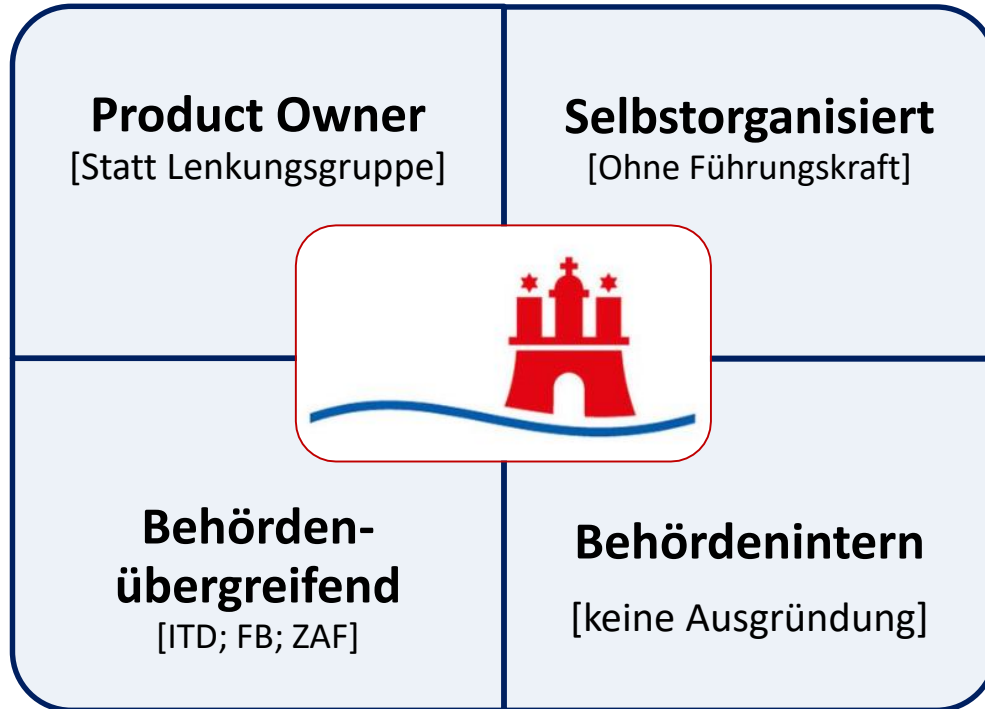 Product Owner
[Statt Lenkungsgruppe]
Selbstorganisiert
[Ohne Führungskraft]
Behörden-
übergreifend
[ITD; FB; ZAF]
Behördenintern
[keine Ausgründung]